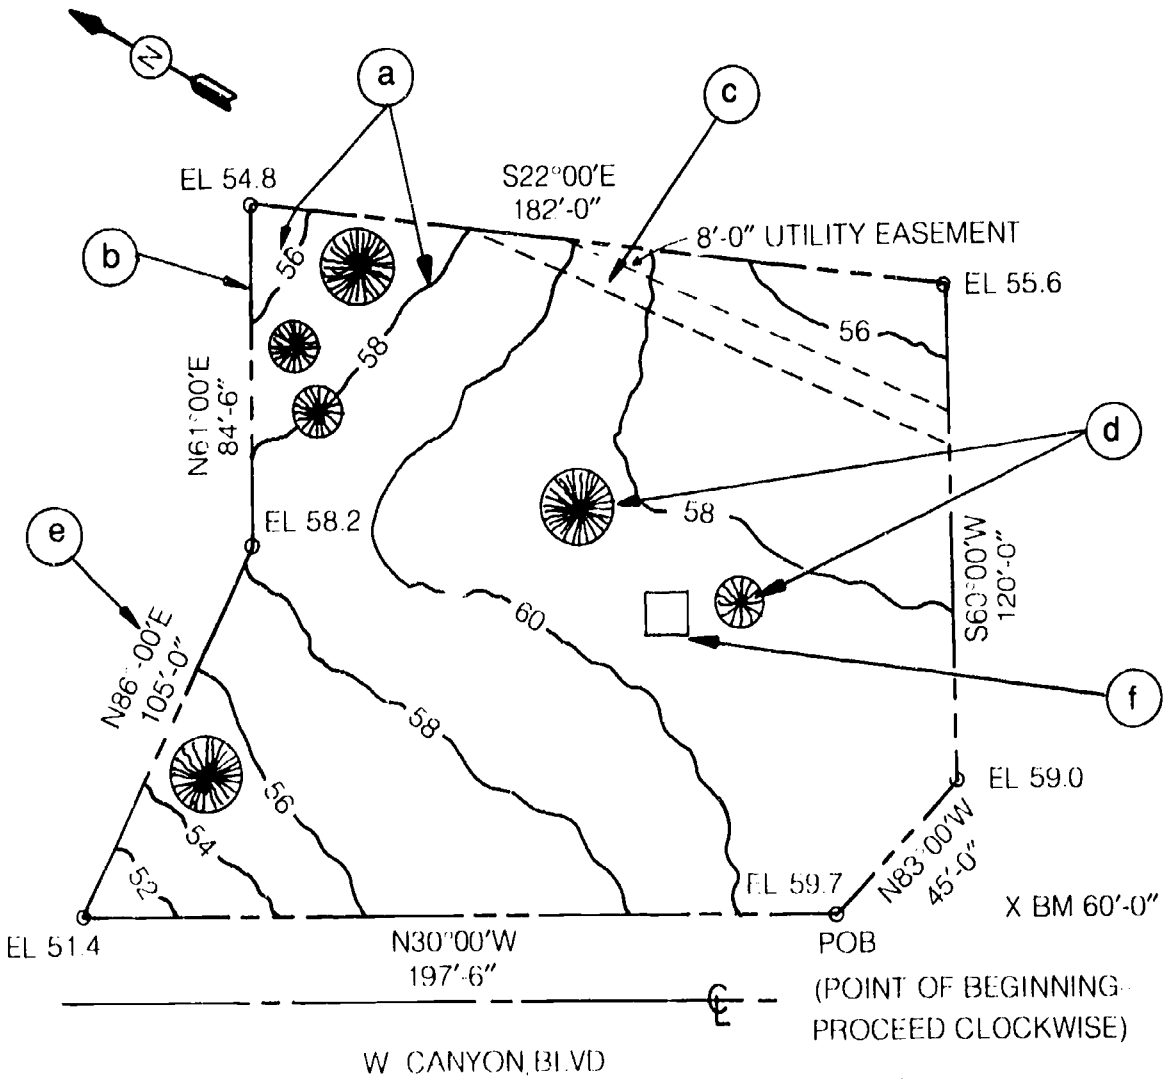 N
a
c
EL 54.8
S22°00'E
182'-0"
8'-0" UTILITY EASEMENT
b
56
EL 55.6
56
58
N61°00'E
84'-6"
d
e
EL 58.2
58
S60°00'W
120'-0"
60
N86°-00'E
105'-0"
f
58
EL 59.0
56
54
52
EL 59.7
N83°00'W
45'-0"
X BM 60'-0"
EL 51.4
N30°00'W
197'-6"
POB
(POINT OF BEGINNING
PROCEED CLOCKWISE)
CL
W CANYON BLVD